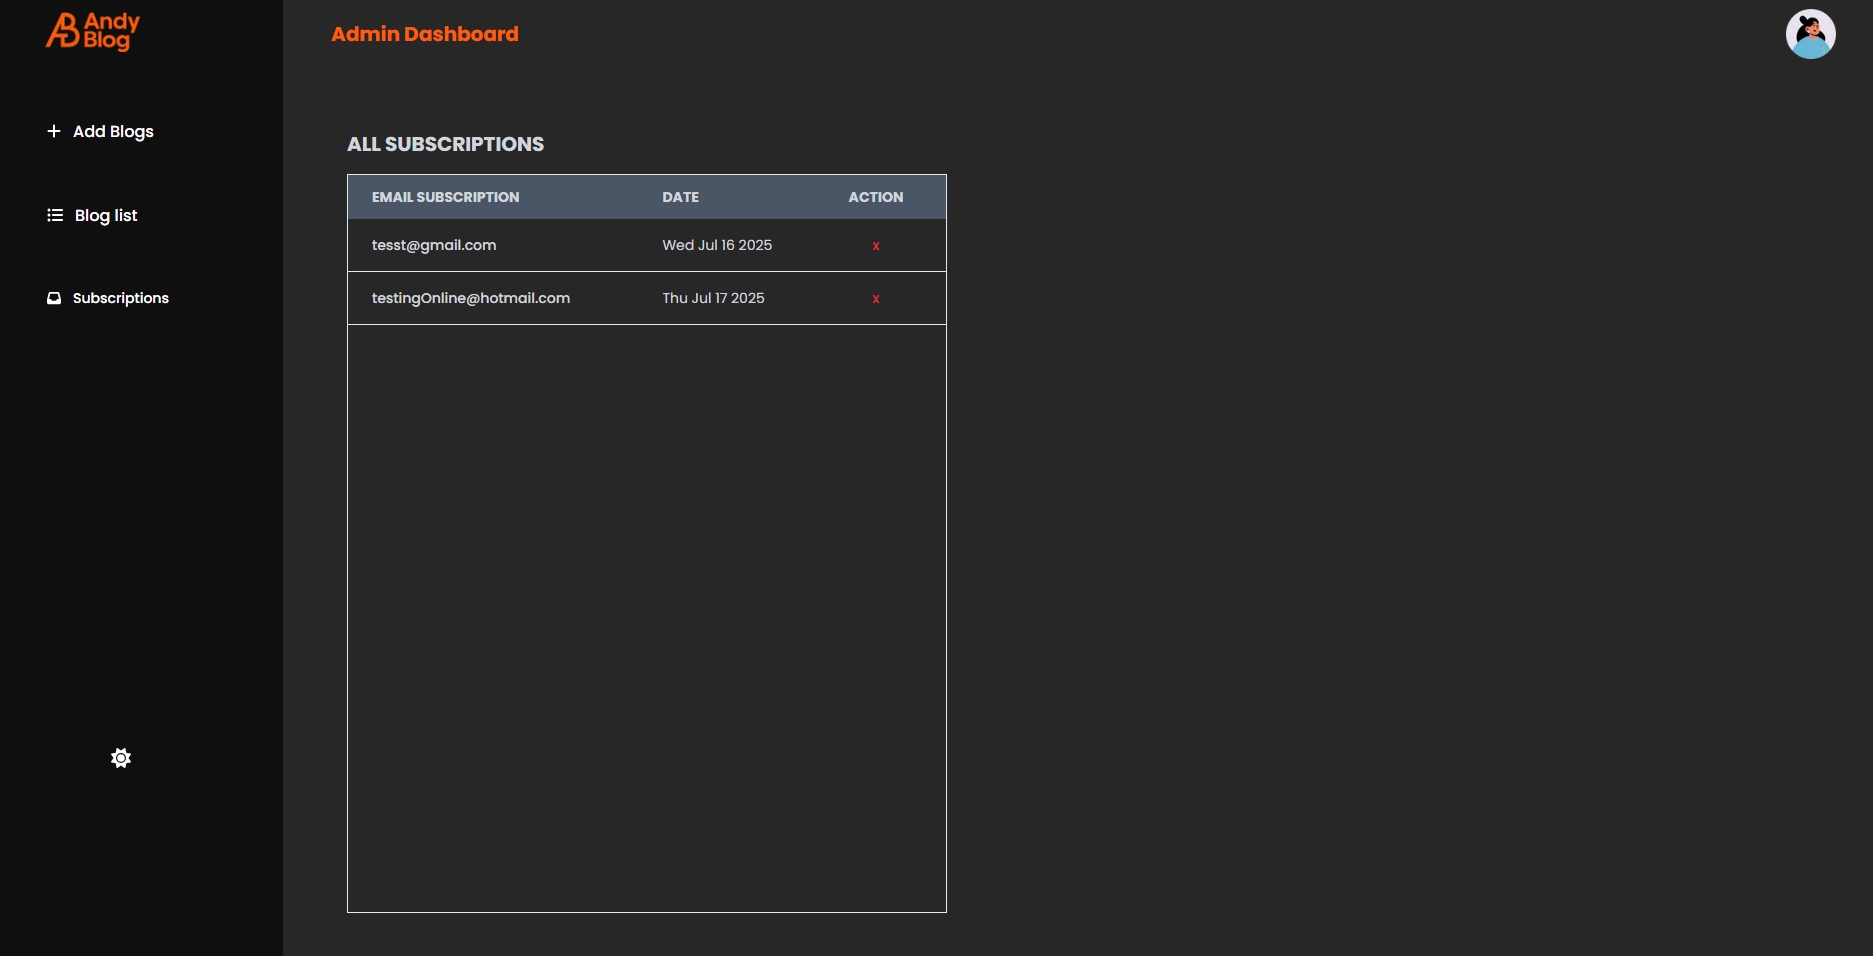 Andy
Blog
Admin Dashboard
+ Add Blogs
Blog list
Subscriptions
ALL SUBSCRIPTIONS
EMAIL SUBSCRIPTION DATE ACTION
tesst@gmail.com Wed Jul 16 2025 x
testingOnline@hotmail.com Thu Jul 17 2025 x